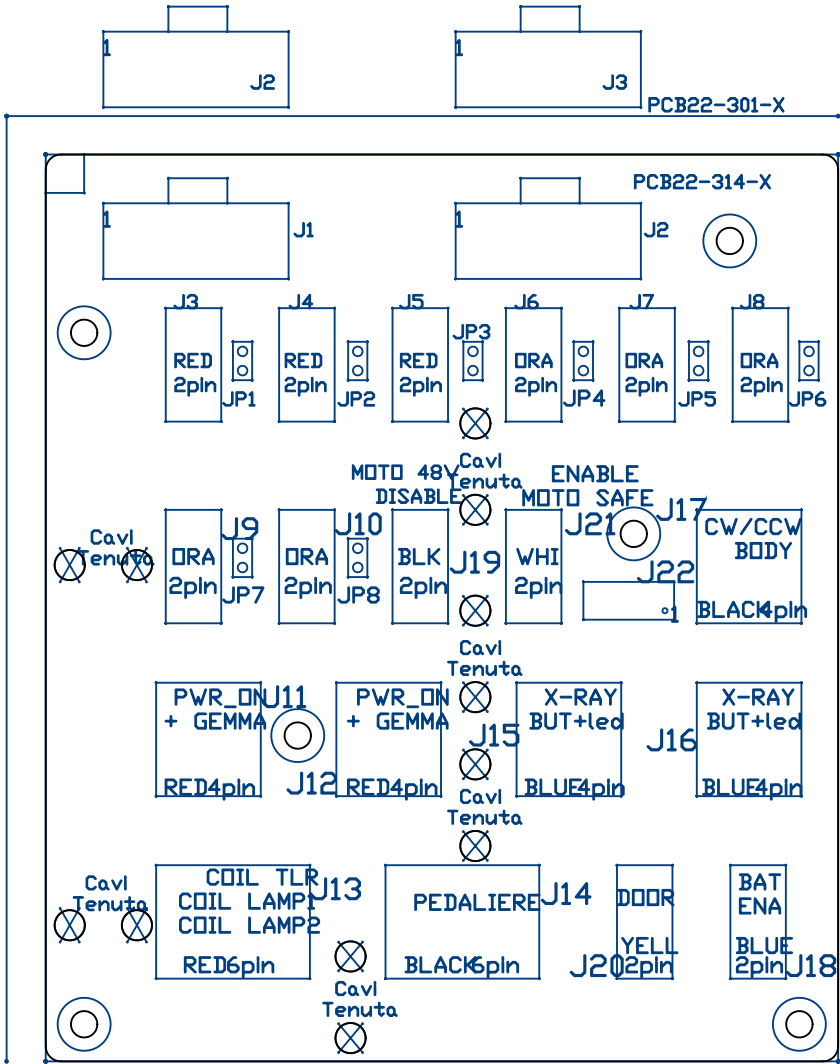 1
J2
1
J3
PCB22-301-X
PCB22-314-X
1
J1
1
J2
J3
J4
J5
J6
J7
J8
JP3
RED
2pin
JP1
RED
2pin
JP2
RED
2pin
ORA
2pin
JP4
ORA
2pin
JP5
ORA
2pin
JP6
MOTO 48V
DISABLE
Cavi
Tenuta
ENABLE
MOTO SAFE
J17
Cavi
Tenuta
J9
J10
J21
CW/CCW
BODY
BLACK4pin
ORA
2pin
JP7
ORA
2pin
JP8
BLK
2pin
J19
WHI
2pin
J22
1
Cavi
Tenuta
PWR_ON
+ GEMMA
RED4pin
J11
PWR_ON
+ GEMMA
RED4pin
J12
J15
X-RAY
BUT+led
BLUE4pin
J16
X-RAY
BUT+led
BLUE4pin
Cavi
Tenuta
Cavi
Tenuta
COIL TLR
COIL LAMP1
COIL LAMP2
RED6pin
J13
PEDALIERE
BLACK6pin
J14
DOOR
YELL
2pin
J20
BAT
ENA
BLUE
2pin
J18
Cavi
Tenuta